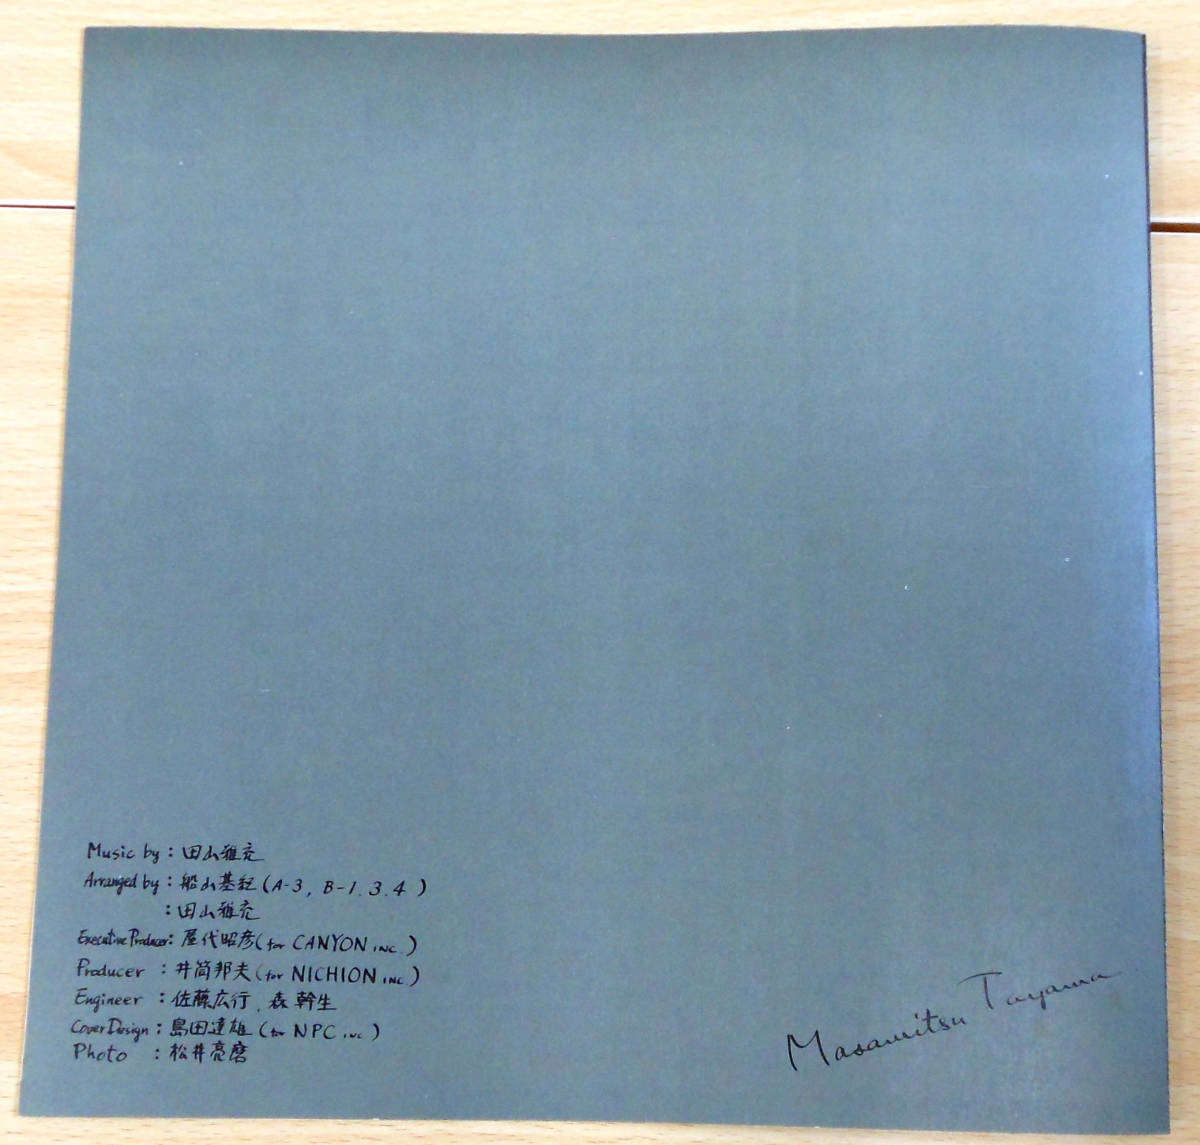 Music by : 田山雅充
Arranged by : 船山基紀 (A-3, B-1.3.4)
: 田山雅充
Executive Producer : 屋代昭彦 (for CANYON INC.)
Producer : 井筒邦夫 (for NICHION INC.)
Engineer : 佐藤広行、森幹生
Cover Design : 島田達雄 (for NPC INC)
Photo : 松井亮磨
Masamitsu Tayama